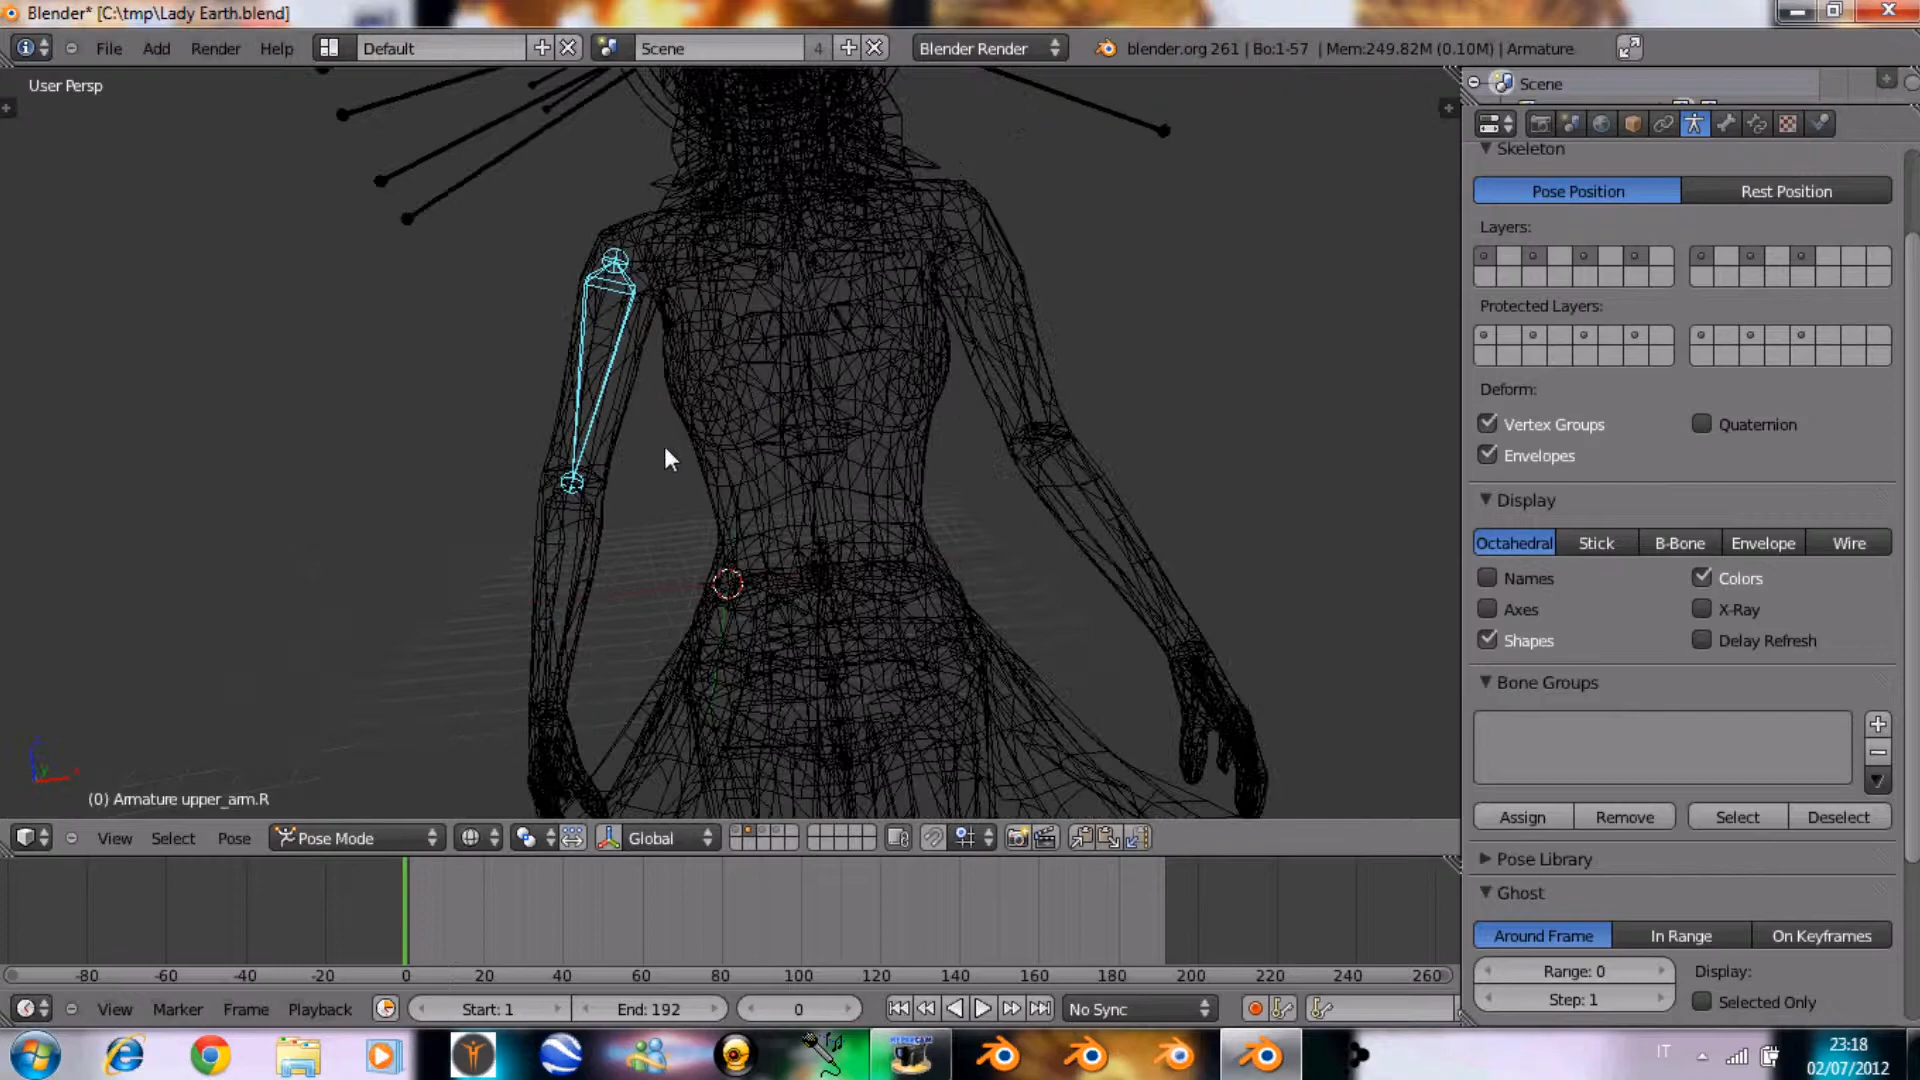 Blender* [C:\tmp\Lady Earth.blend]
File Add Render Help Default Scene 4 Blender Render blender.org 261 | Bo:1-57 | Mem:249.82M (0.10M) | Armature
User Persp
Scene
Skeleton
Pose Position Rest Position
Layers:
Protected Layers:
Deform:
Vertex Groups Quaternion
Envelopes
Display
Octahedral Stick B-Bone Envelope Wire
Names Colors
Axes X-Ray
Shapes Delay Refresh
Bone Groups
Assign Remove Select Deselect
Pose Library
Ghost
Around Frame In Range On Keyframes
Range: 0 Display:
Step: 1 Selected Only
(0) Armature upper_arm.R
View Select Pose Pose Mode Global
-80 -60 -40 -20 0 20 40 60 80 100 120 140 160 180 200 220 240 260
View Marker Frame Playback Start: 1 End: 192 0 No Sync
HYPERCAM
IT
23:18
02/07/2012